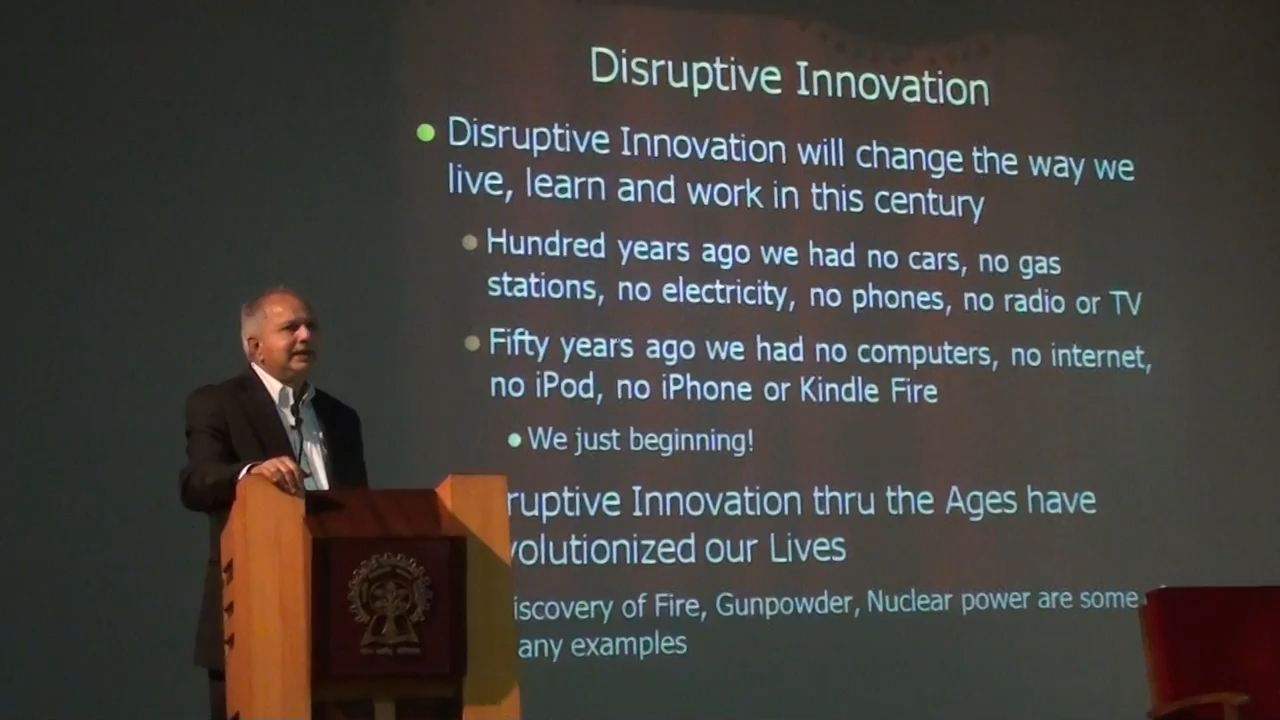 Disruptive Innovation
Disruptive Innovation will change the way we
live, learn and work in this century
Hundred years ago we had no cars, no gas
stations, no electricity, no phones, no radio or TV
Fifty years ago we had no computers, no internet,
no iPod, no iPhone or Kindle Fire
We just beginning!
ruptive Innovation thru the Ages have
volutionized our Lives
iscovery of Fire, Gunpowder, Nuclear power are some
any examples